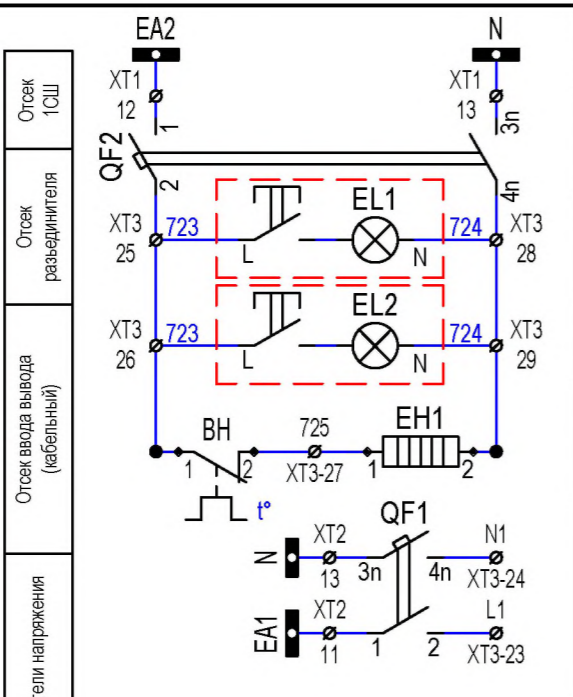 EA2 N
Отсек
1СШ
XT1 XT1
12 13
1 3n
QF2
2 4n
Отсек
разьединителя
EL1
XT3 723 724 XT3
25 L N 28
EL2
XT3 723 724 XT3
26 L N 29
Отсек ввода вывода
(кабельный)
BH 725 EH1
1 2 XT3-27 1 2
t°
QF1
XT2 N1
N 13 3n 4n XT3-24
XT2 L1
EA1 11 1 2 XT3-23
тели напряжения